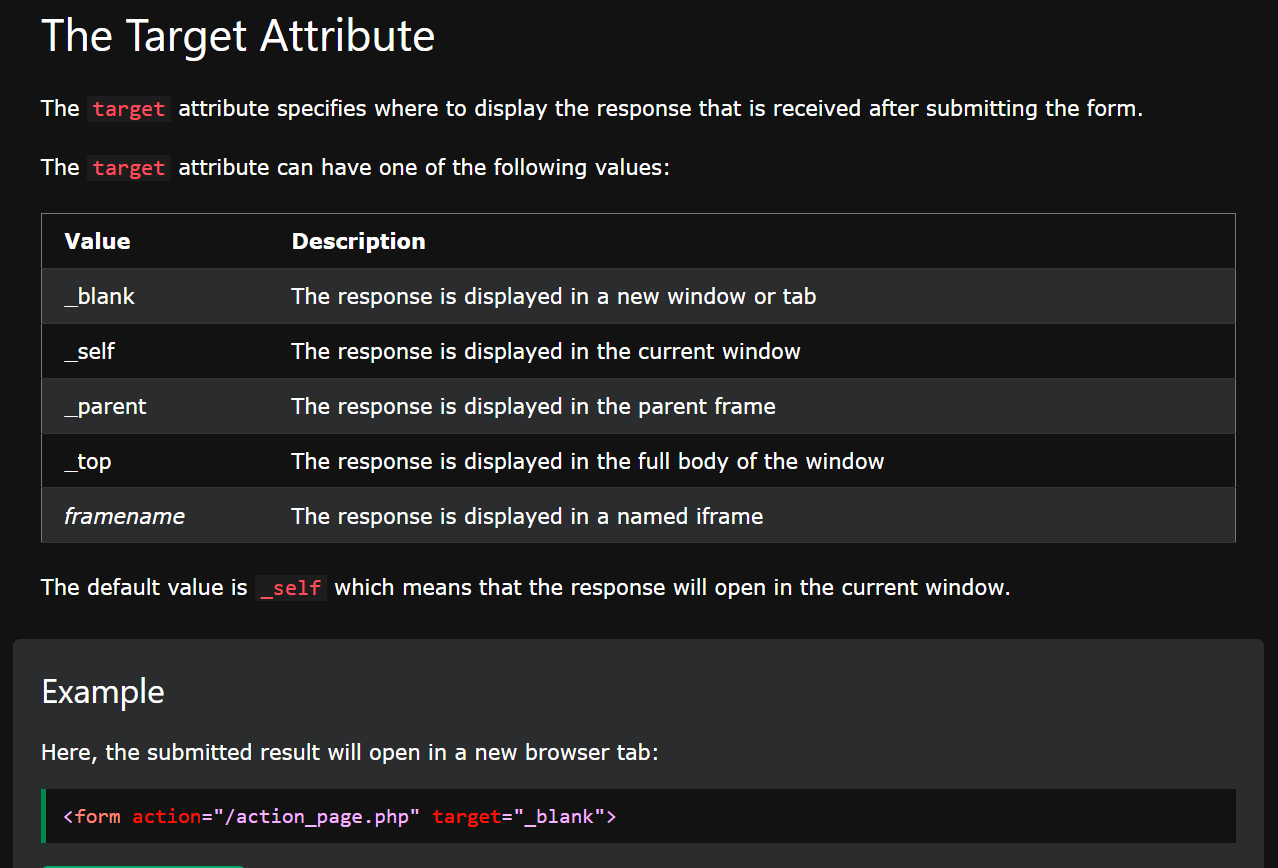 The Target Attribute
The target attribute specifies where to display the response that is received after submitting the form.
The target attribute can have one of the following values:
Value Description
_blank The response is displayed in a new window or tab
_self The response is displayed in the current window
_parent The response is displayed in the parent frame
_top The response is displayed in the full body of the window
framename The response is displayed in a named iframe
The default value is _self which means that the response will open in the current window.
Example
Here, the submitted result will open in a new browser tab:
<form action="/action_page.php" target="_blank">